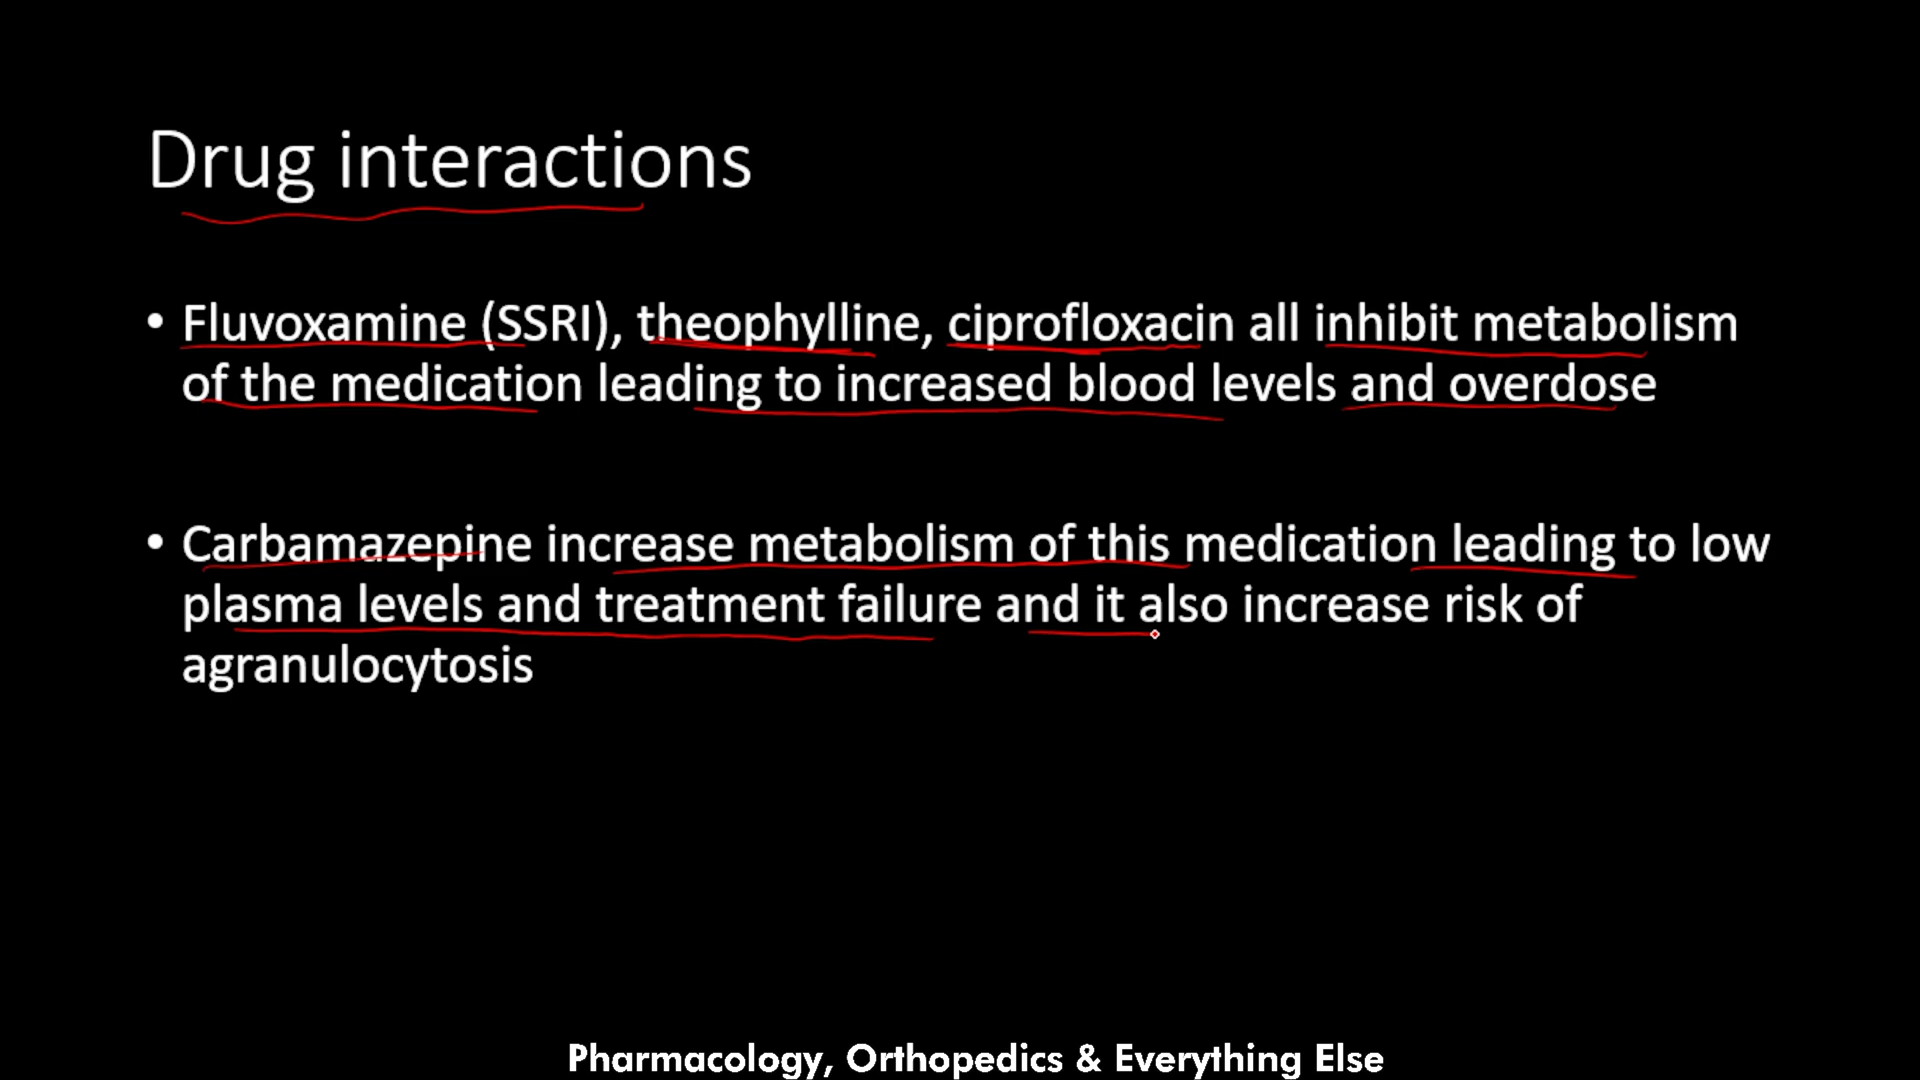 Drug interactions
• Fluvoxamine (SSRI), theophylline, ciprofloxacin all inhibit metabolism
of the medication leading to increased blood levels and overdose
• Carbamazepine increase metabolism of this medication leading to low
plasma levels and treatment failure and it also increase risk of
agranulocytosis
Pharmacology, Orthopedics & Everything Else